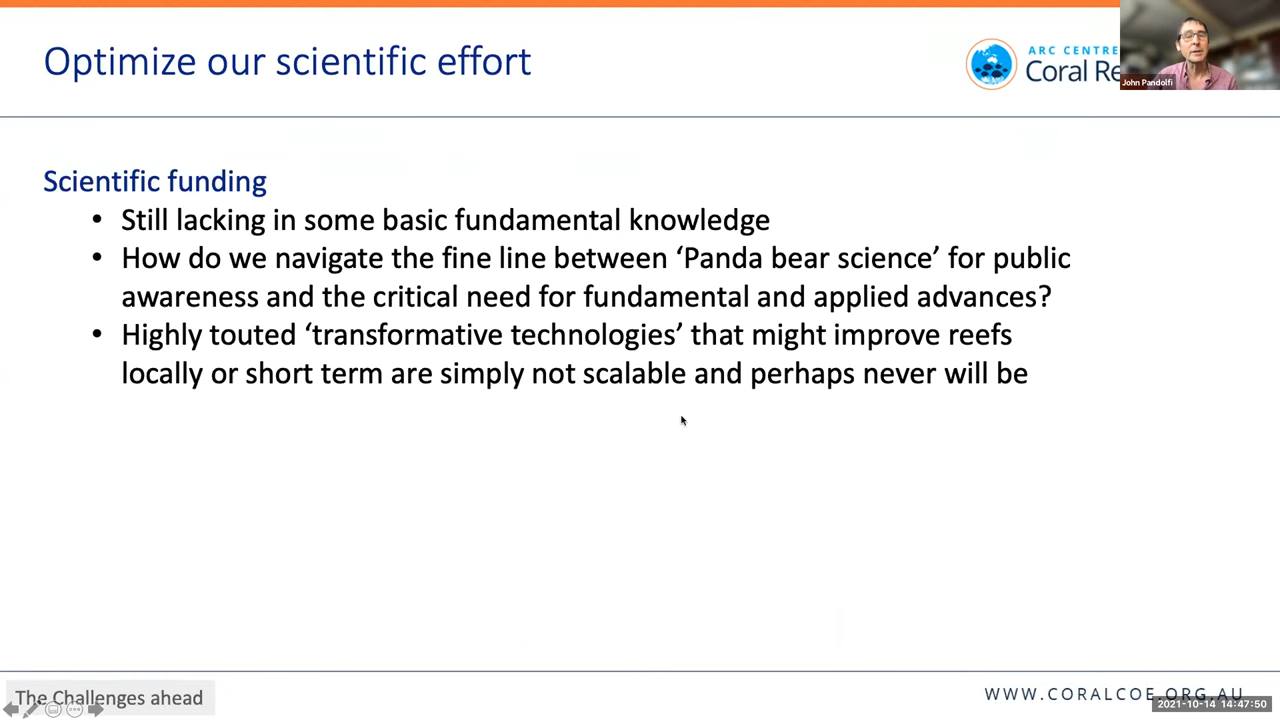 Optimize our scientific effort
ARC CENTRE
Coral Re
John Pandolfi
Scientific funding
• Still lacking in some basic fundamental knowledge
• How do we navigate the fine line between ‘Panda bear science’ for public
awareness and the critical need for fundamental and applied advances?
• Highly touted ‘transformative technologies’ that might improve reefs
locally or short term are simply not scalable and perhaps never will be
The Challenges ahead
WWW.CORALCOE.ORG.AU
2021-10-14 14:47:50